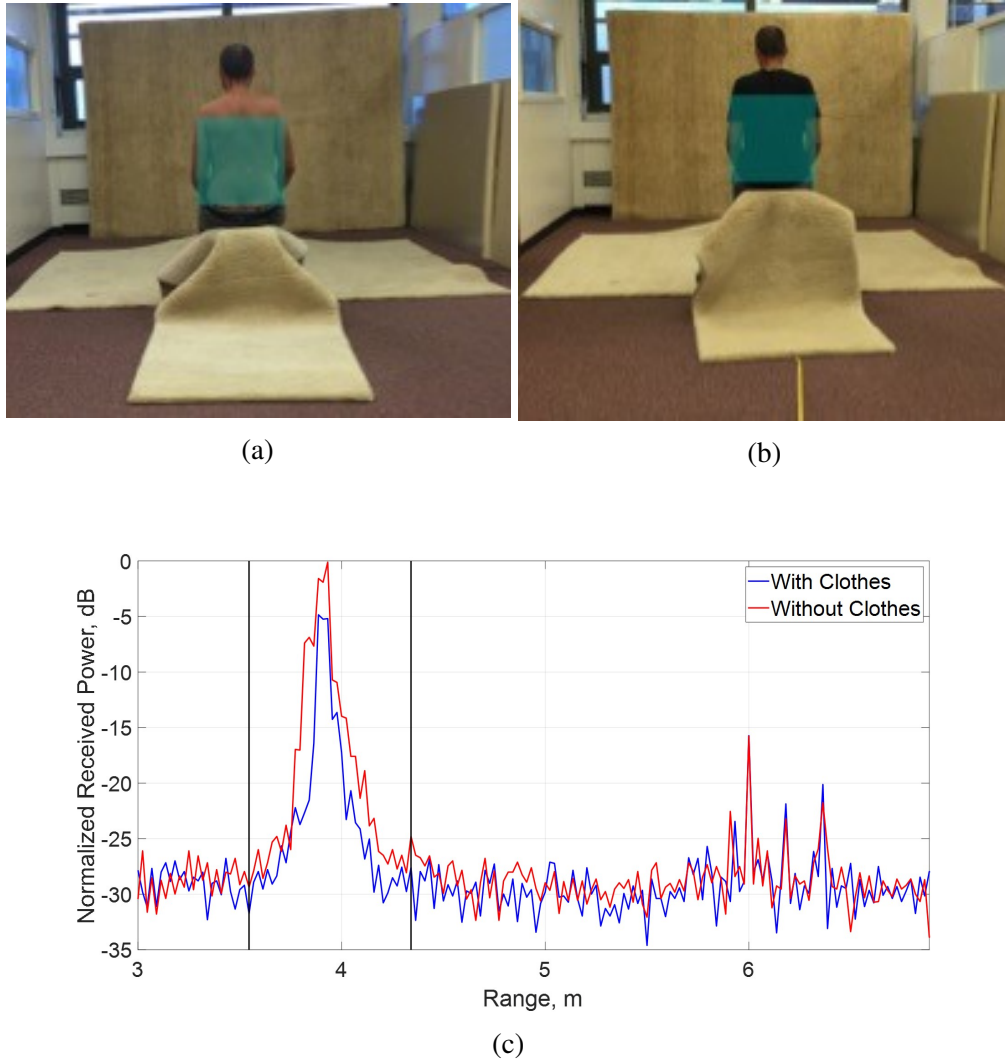 (a)
(b)
Normalized Received Power, dB
0
-5
-10
-15
-20
-25
-30
-35
With Clothes
Without Clothes
3
4
5
6
Range, m
(c)